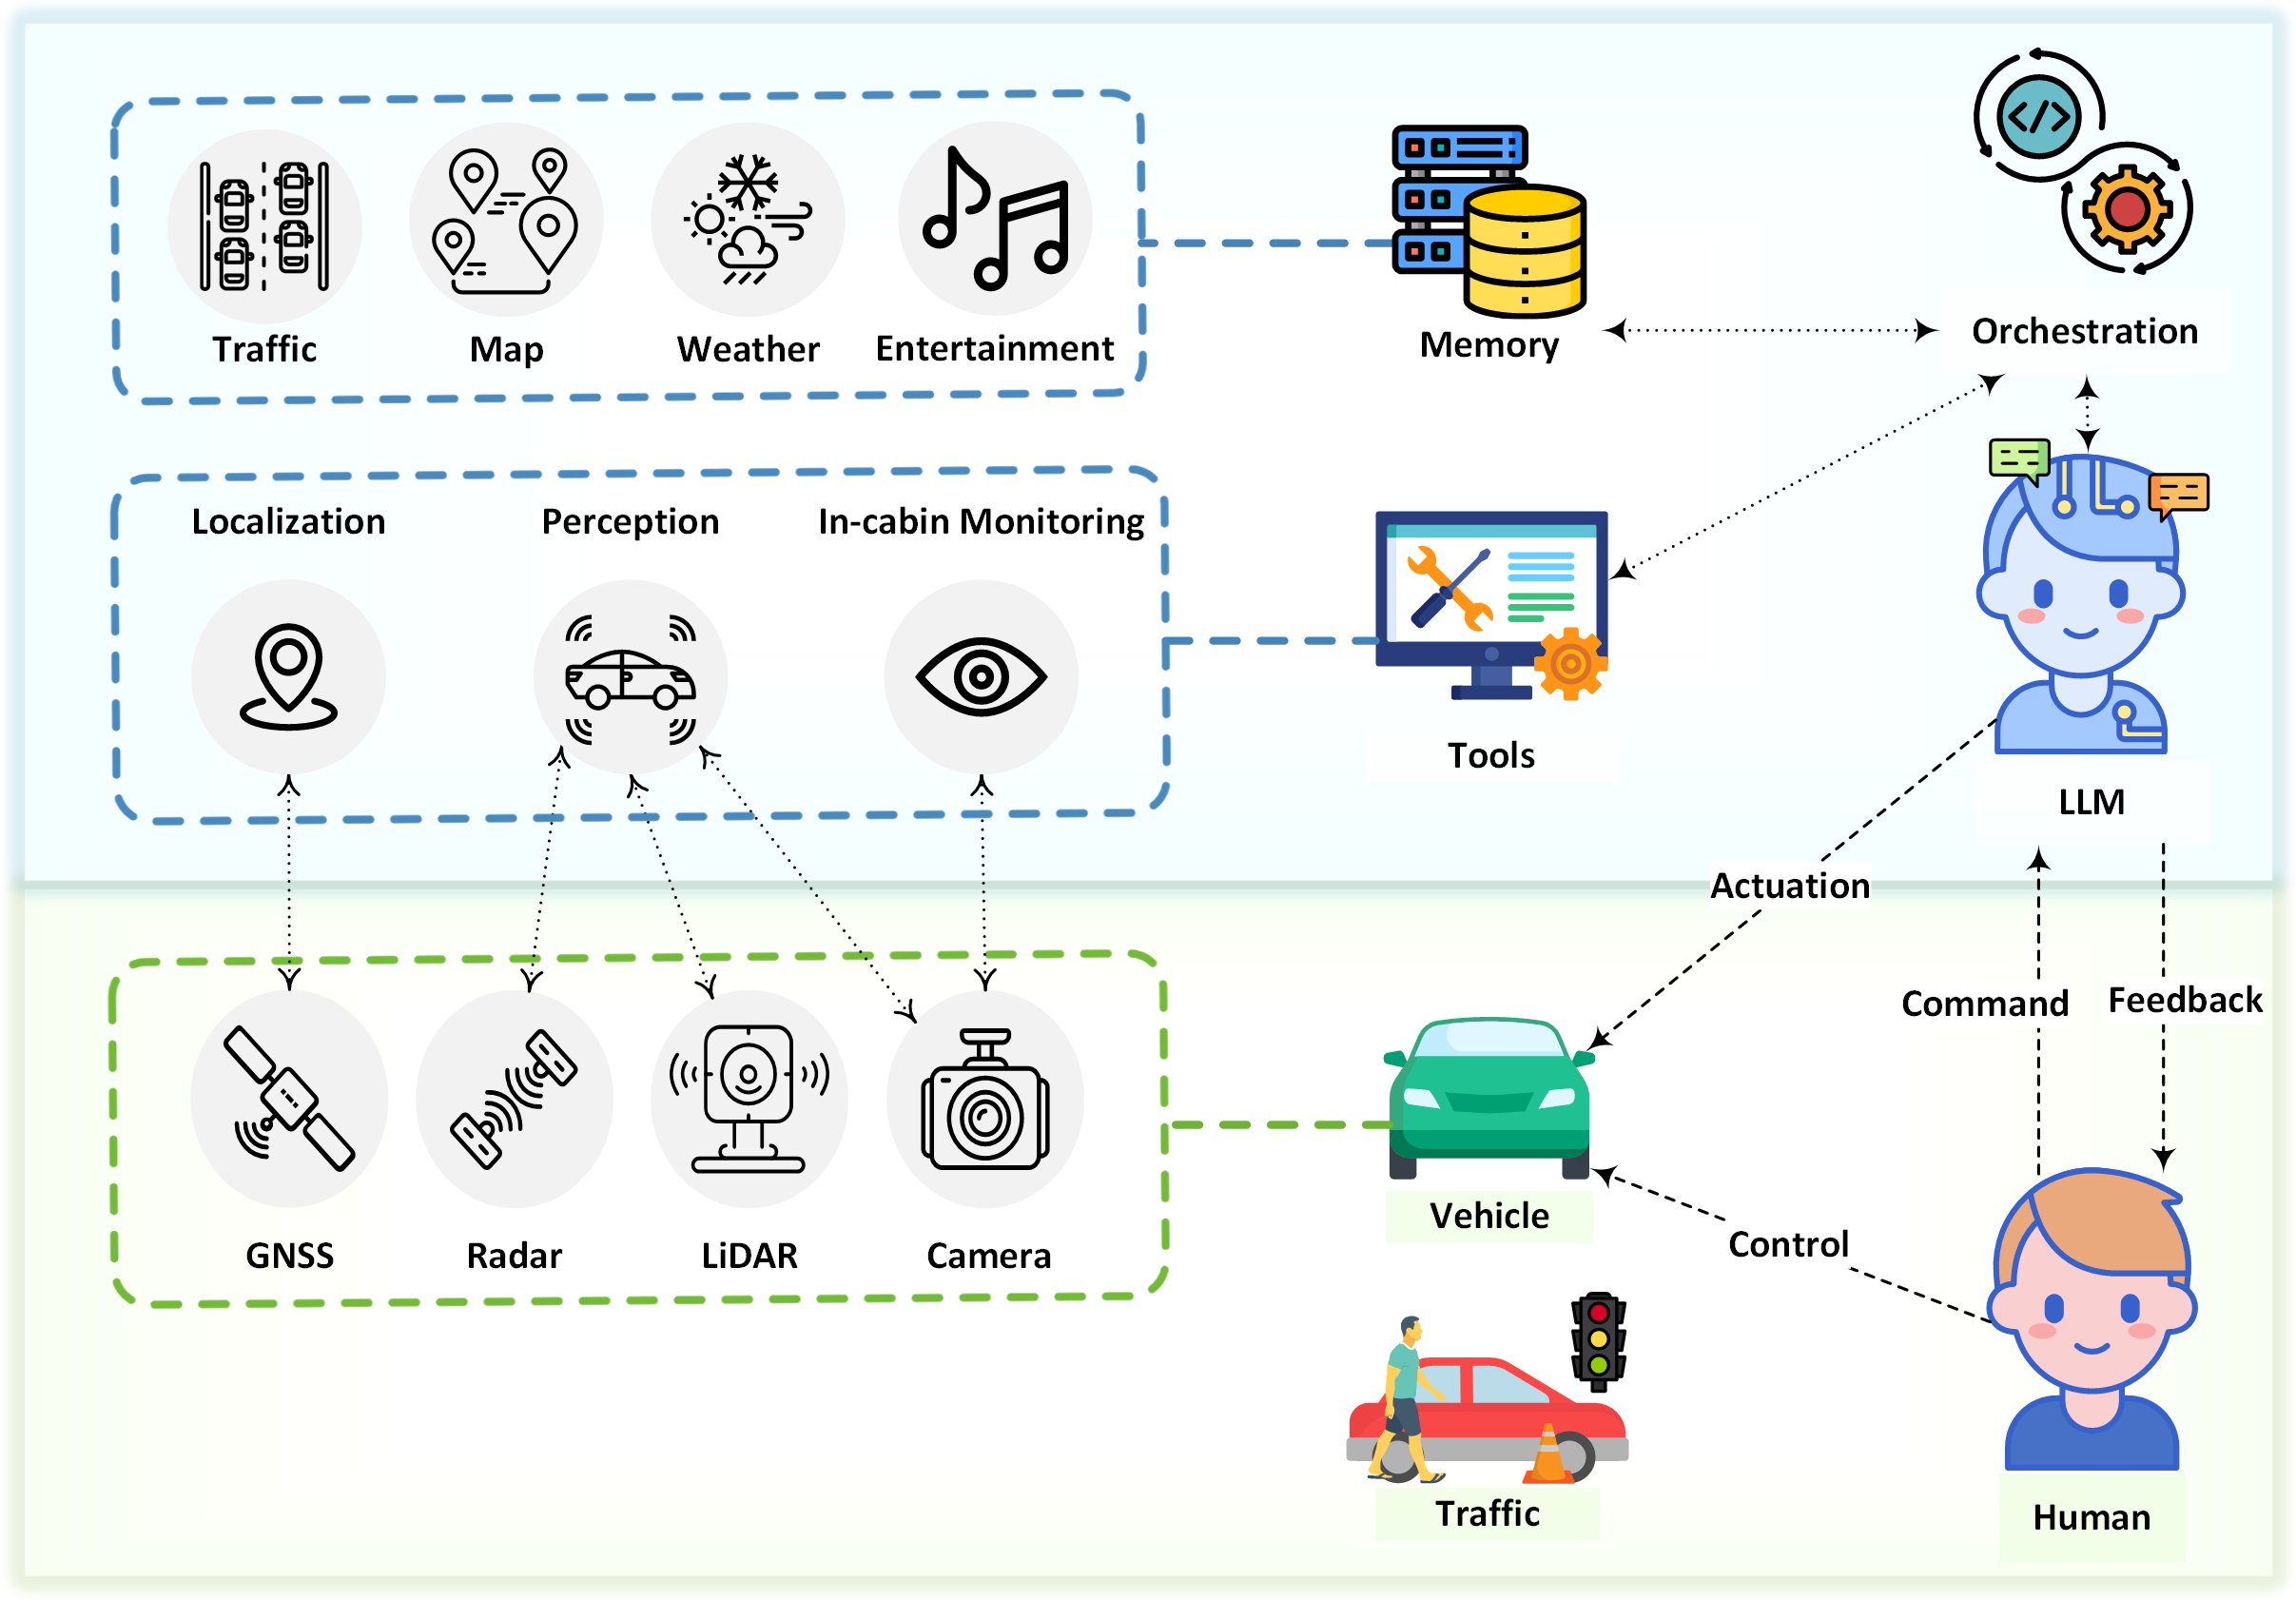 Traffic
Map
Weather
Entertainment
Memory
Orchestration
Localization
Perception
In-cabin Monitoring
Tools
LLM
Actuation
Command
Feedback
GNSS
Radar
LiDAR
Camera
Vehicle
Control
Traffic
Human